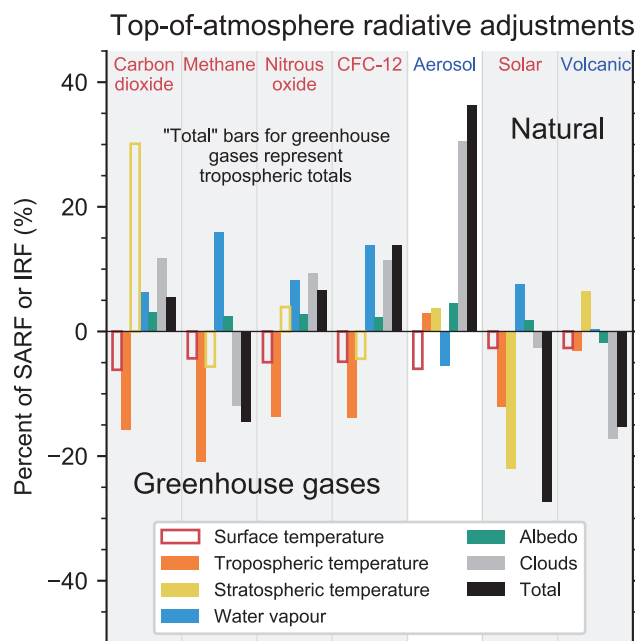 Top-of-atmosphere radiative adjustments
Percent of SARF or IRF (%)
40
20
0
−20
−40
Carbon
dioxide
Methane
Nitrous
oxide
CFC-12
Aerosol
Solar
Volcanic
"Total" bars for greenhouse
gases represent
tropospheric totals
Natural
Greenhouse gases
Surface temperature
Tropospheric temperature
Stratospheric temperature
Water vapour
Albedo
Clouds
Total